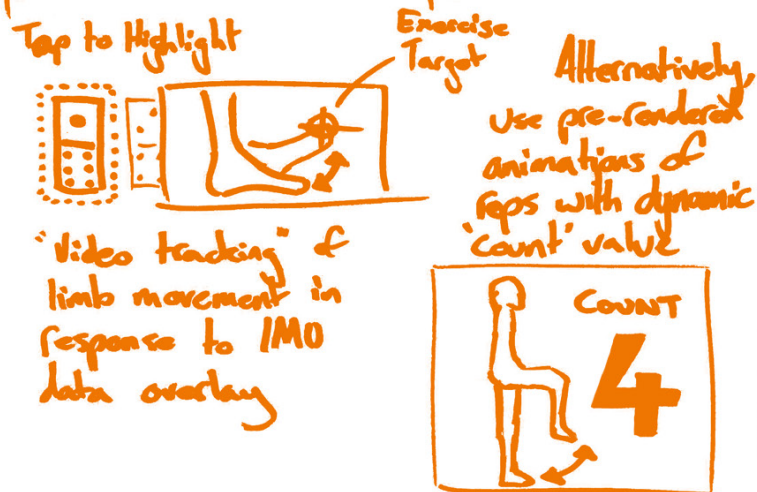 Tap to Highlight
Exercise
Target
"Video tracking" of
limb movement in
response to IMU
data overlay
Alternatively,
use pre-rendered
animations of
reps with dynamic
'count' value
COUNT
4